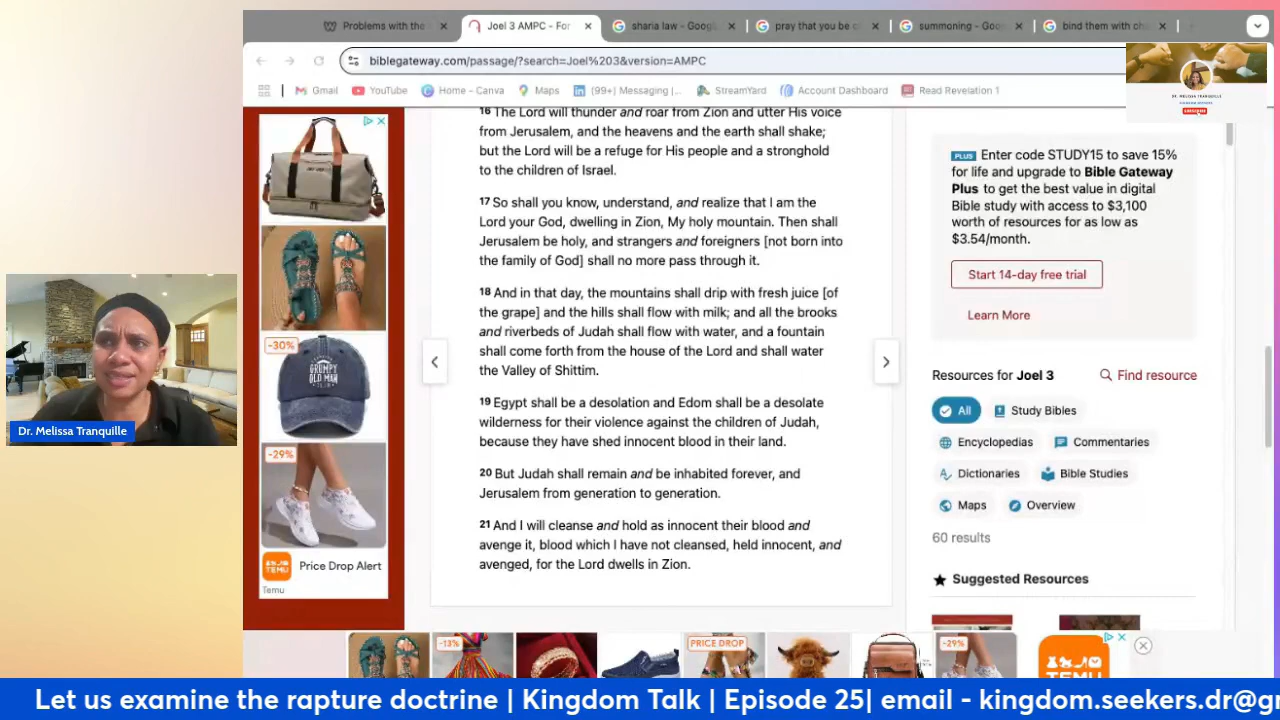 Problems with the
Joel 3 AMPC - For
sharia law - Goog
pray that you be
summoning - Goo
bind them with ch
biblegateway.com/passage/?search=Joel%203&version=AMPC
Gmail
YouTube
Home - Canva
Maps
(99+) Messaging |...
StreamYard
Account Dashboard
Read Revelation 1
DR. MELISSA TRANQUILLE
SUBSCRIBE
16 The Lord will thunder and roar from Zion and utter His voice
from Jerusalem, and the heavens and the earth shall shake;
but the Lord will be a refuge for His people and a stronghold
to the children of Israel.
17 So shall you know, understand, and realize that I am the
Lord your God, dwelling in Zion, My holy mountain. Then shall
Jerusalem be holy, and strangers and foreigners [not born into
the family of God] shall no more pass through it.
18 And in that day, the mountains shall drip with fresh juice [of
the grape] and the hills shall flow with milk; and all the brooks
and riverbeds of Judah shall flow with water, and a fountain
shall come forth from the house of the Lord and shall water
the Valley of Shittim.
19 Egypt shall be a desolation and Edom shall be a desolate
wilderness for their violence against the children of Judah,
because they have shed innocent blood in their land.
20 But Judah shall remain and be inhabited forever, and
Jerusalem from generation to generation.
21 And I will cleanse and hold as innocent their blood and
avenge it, blood which I have not cleansed, held innocent, and
avenged, for the Lord dwells in Zion.
PLUS Enter code STUDY15 to save 15%
for life and upgrade to Bible Gateway
Plus to get the best value in digital
Bible study with access to $3,100
worth of resources for as low as
$3.54/month.
Start 14-day free trial
Learn More
Resources for Joel 3
Find resource
All
Study Bibles
Encyclopedias
Commentaries
Dictionaries
Bible Studies
Maps
Overview
60 results
Suggested Resources
-30%
GRUMPY
OLD MAN
-29%
TEMU
Price Drop Alert
Temu
Dr. Melissa Tranquille
-13%
PRICE DROP
-29%
TEMU
Let us examine the rapture doctrine | Kingdom Talk | Episode 25| email - kingdom.seekers.dr@g